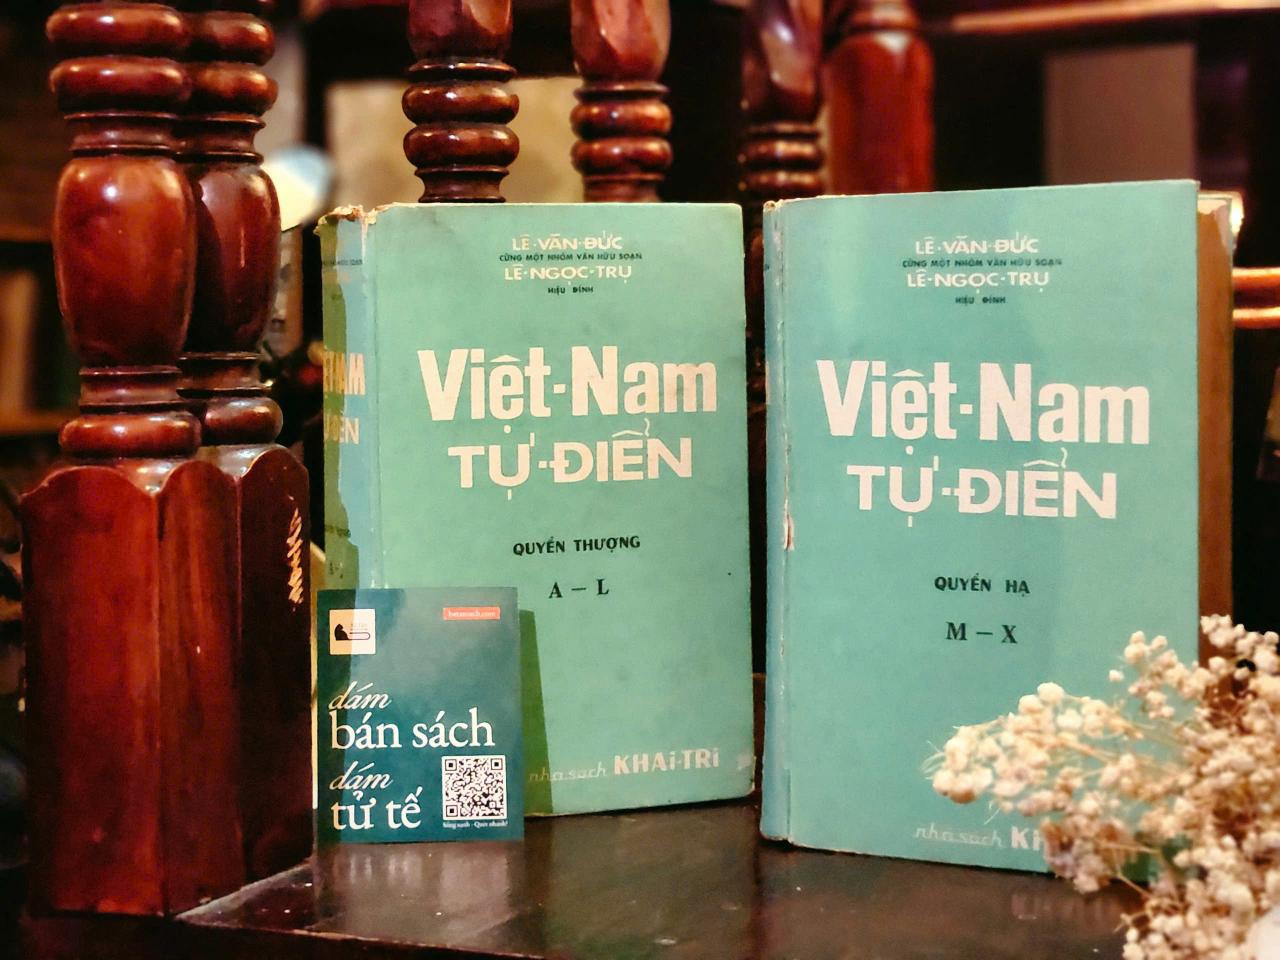 LÊ·VĂN·ĐỨC
CÙNG MỘT NHÓM VĂN HỮU SOẠN
LÊ·NGỌC·TRỤ
HIỆU ĐÍNH
Việt-Nam
TỰ-ĐIỂN
QUYỂN THƯỢNG
A – L
nhà sách KHAI-TRÍ
LÊ·VĂN·ĐỨC
CÙNG MỘT NHÓM VĂN HỮU SOẠN
LÊ·NGỌC·TRỤ
HIỆU ĐÍNH
Việt-Nam
TỰ-ĐIỂN
QUYỂN HẠ
M – X
nhà sách
dám
bán sách
dám
tử tế